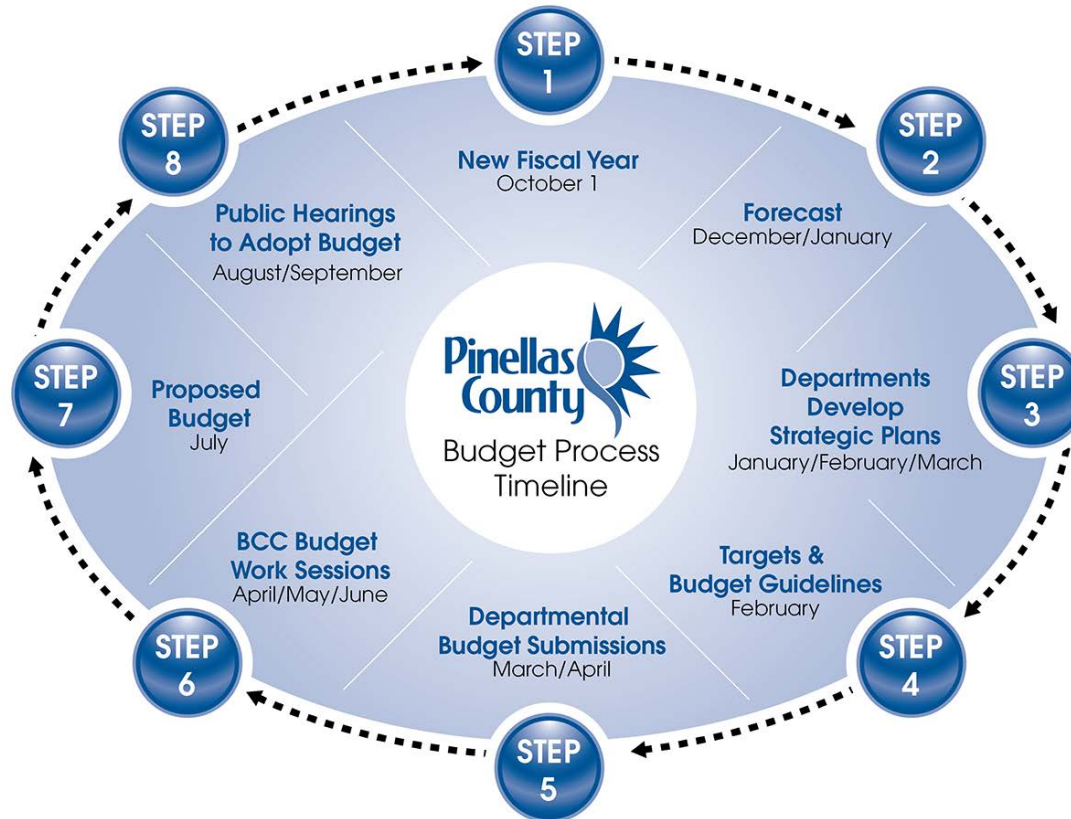 STEP
1
New Fiscal Year
October 1
STEP
2
Forecast
December/January
STEP
3
Departments
Develop
Strategic Plans
January/February/March
STEP
4
Targets &
Budget Guidelines
February
STEP
5
Departmental
Budget Submissions
March/April
STEP
6
BCC Budget
Work Sessions
April/May/June
STEP
7
Proposed
Budget
July
STEP
8
Public Hearings
to Adopt Budget
August/September
Pinellas
County
Budget Process
Timeline